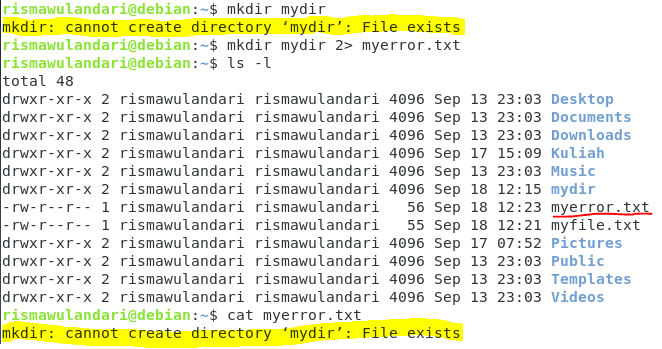 rismawulandari@debian:~$ mkdir mydir
mkdir: cannot create directory ‘mydir’: File exists
rismawulandari@debian:~$ mkdir mydir 2> myerror.txt
rismawulandari@debian:~$ ls -l
total 48
drwxr-xr-x 2 rismawulandari rismawulandari 4096 Sep 13 23:03 Desktop
drwxr-xr-x 2 rismawulandari rismawulandari 4096 Sep 13 23:03 Documents
drwxr-xr-x 2 rismawulandari rismawulandari 4096 Sep 13 23:03 Downloads
drwxr-xr-x 2 rismawulandari rismawulandari 4096 Sep 17 15:09 Kuliah
drwxr-xr-x 2 rismawulandari rismawulandari 4096 Sep 13 23:03 Music
drwxr-xr-x 2 rismawulandari rismawulandari 4096 Sep 18 12:15 mydir
-rw-r--r-- 1 rismawulandari rismawulandari   56 Sep 18 12:23 myerror.txt
-rw-r--r-- 1 rismawulandari rismawulandari   55 Sep 18 12:21 myfile.txt
drwxr-xr-x 2 rismawulandari rismawulandari 4096 Sep 17 07:52 Pictures
drwxr-xr-x 2 rismawulandari rismawulandari 4096 Sep 13 23:03 Public
drwxr-xr-x 2 rismawulandari rismawulandari 4096 Sep 13 23:03 Templates
drwxr-xr-x 2 rismawulandari rismawulandari 4096 Sep 13 23:03 Videos
rismawulandari@debian:~$ cat myerror.txt
mkdir: cannot create directory ‘mydir’: File exists